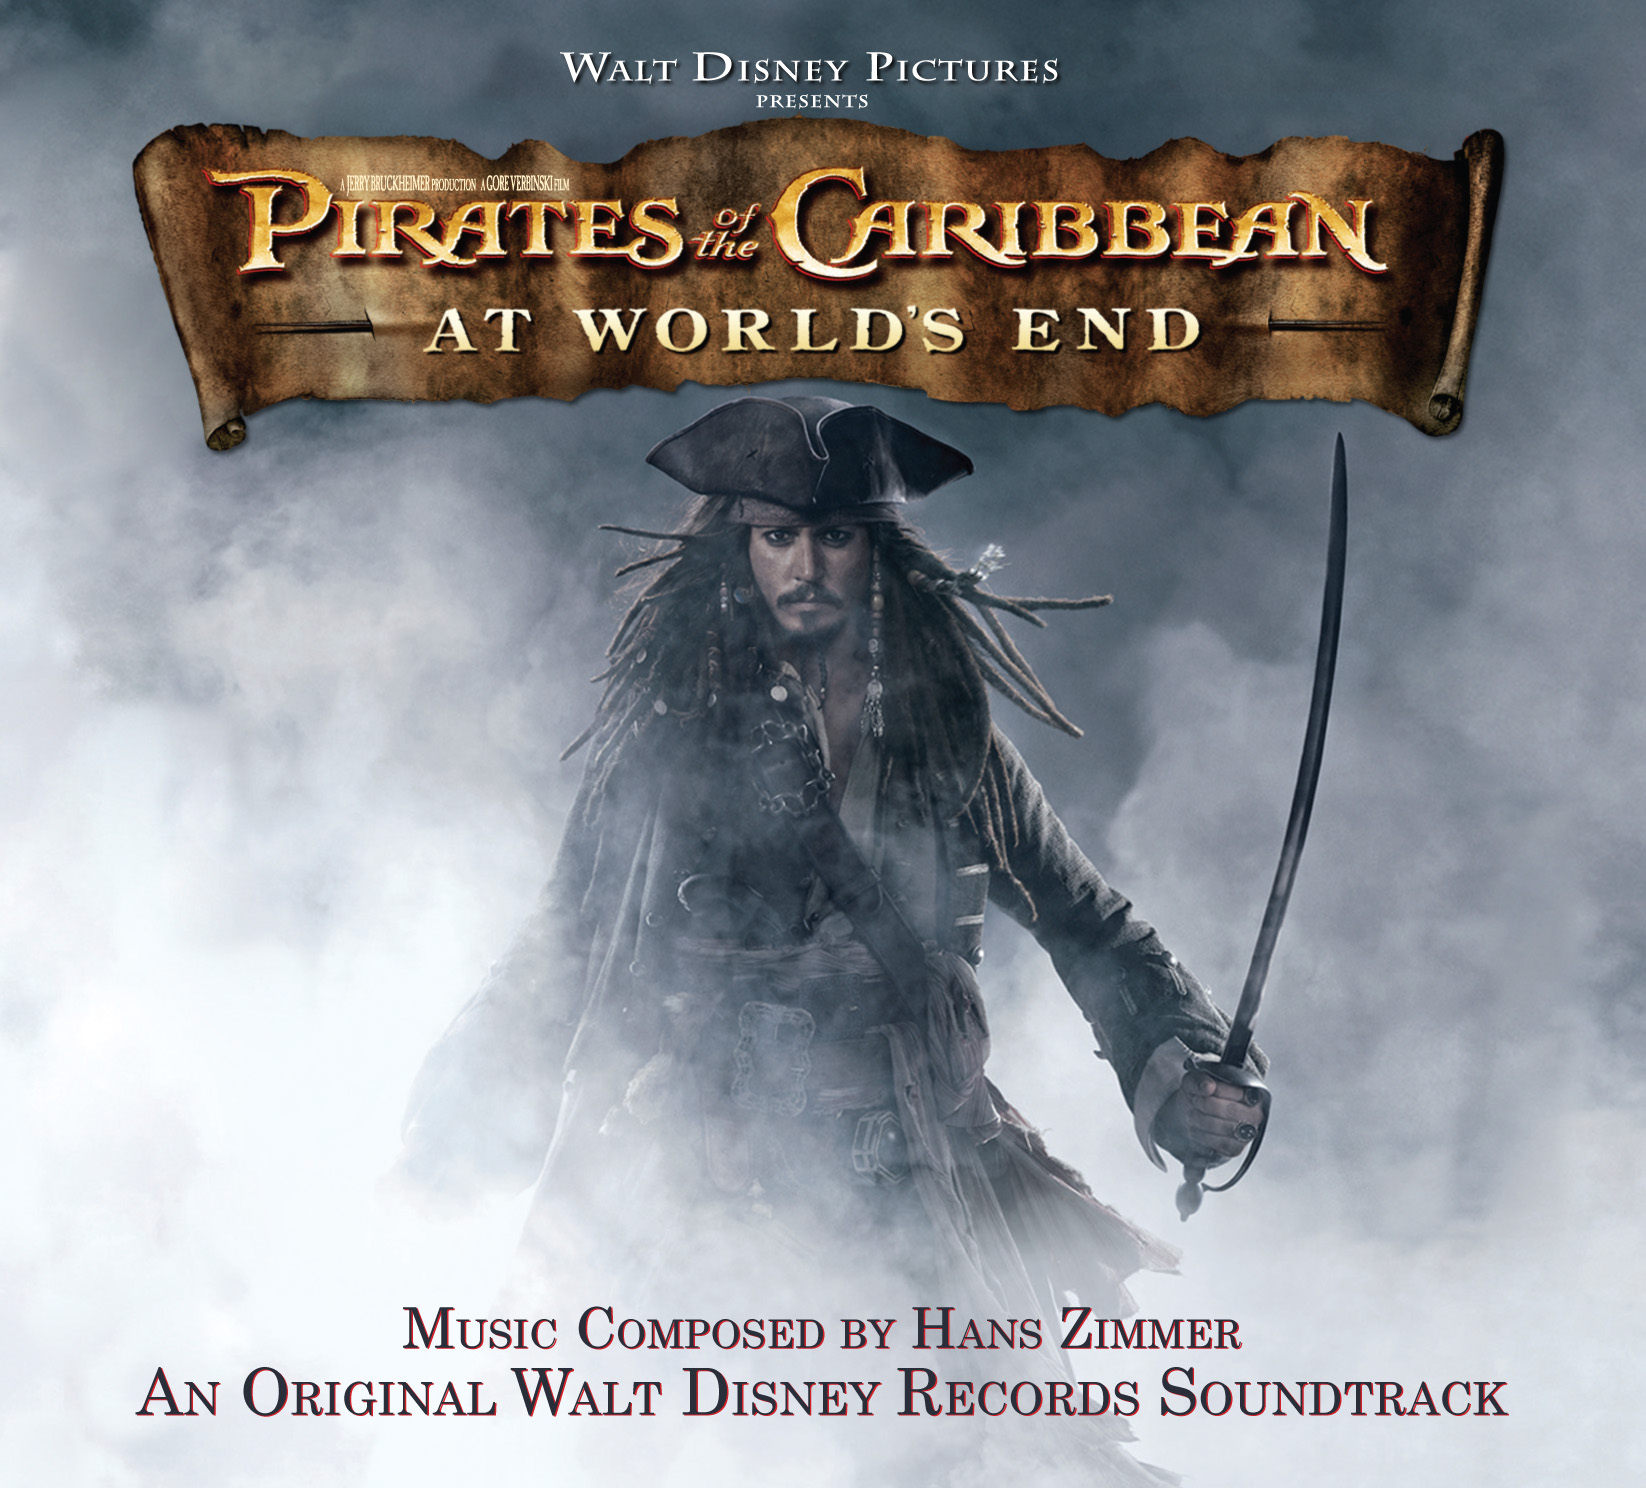 WALT DISNEY PICTURES
PRESENTS
A JERRY BRUCKHEIMER PRODUCTION A GORE VERBINSKI FILM
PIRATES of the CARIBBEAN
AT WORLD'S END
MUSIC COMPOSED BY HANS ZIMMER
AN ORIGINAL WALT DISNEY RECORDS SOUNDTRACK